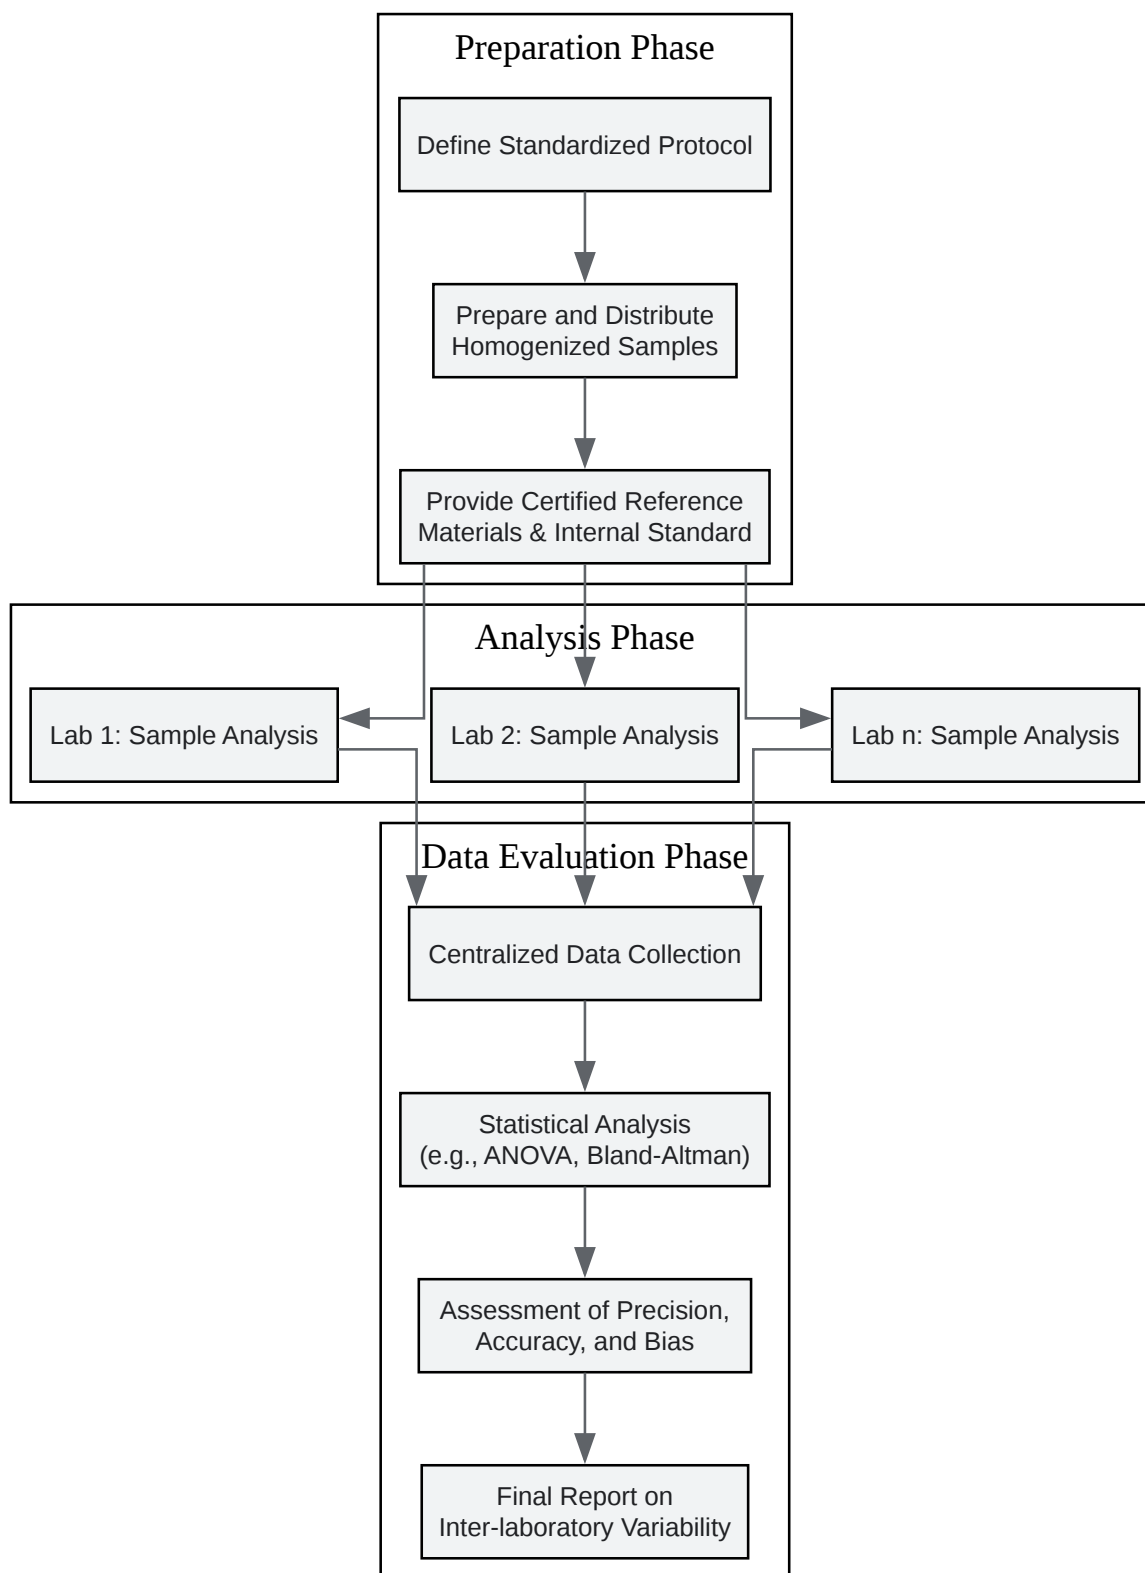 Preparation Phase
Define Standardized Protocol
Prepare and Distribute
Homogenized Samples
Provide Certified Reference
Materials & Internal Standard
Analysis Phase
Lab 1: Sample Analysis
Lab 2: Sample Analysis
Lab n: Sample Analysis
Data Evaluation Phase
Centralized Data Collection
Statistical Analysis
(e.g., ANOVA, Bland-Altman)
Assessment of Precision,
Accuracy, and Bias
Final Report on
Inter-laboratory Variability